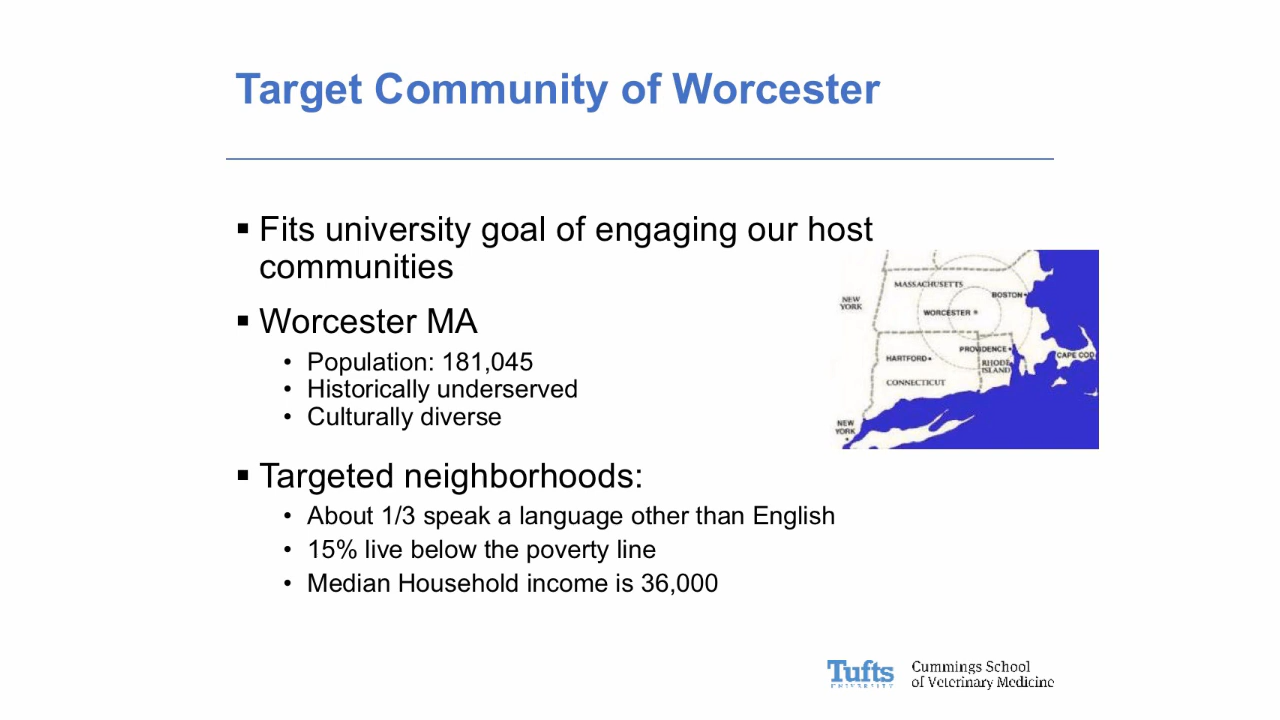 Target Community of Worcester
▪ Fits university goal of engaging our host
communities
▪ Worcester MA
• Population: 181,045
• Historically underserved
• Culturally diverse
MASSACHUSETTS
BOSTON
NEW
YORK
WORCESTER
PROVIDENCE
HARTFORD
CAPE COD
RHODE
ISLAND
CONNECTICUT
NEW
YORK
▪ Targeted neighborhoods:
• About 1/3 speak a language other than English
• 15% live below the poverty line
• Median Household income is 36,000
Tufts
UNIVERSITY
Cummings School
of Veterinary Medicine